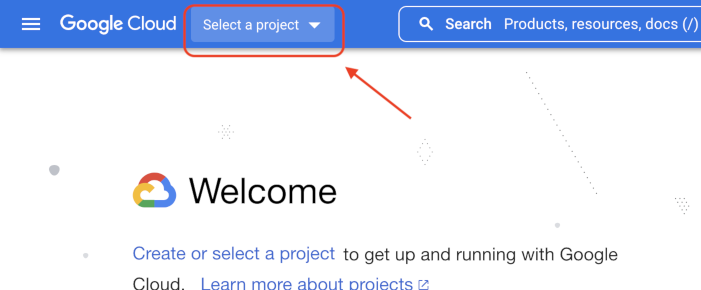 Google Cloud Select a project Search Products, resources, docs (/)
Welcome
Create or select a project to get up and running with Google
Cloud. Learn more about projects